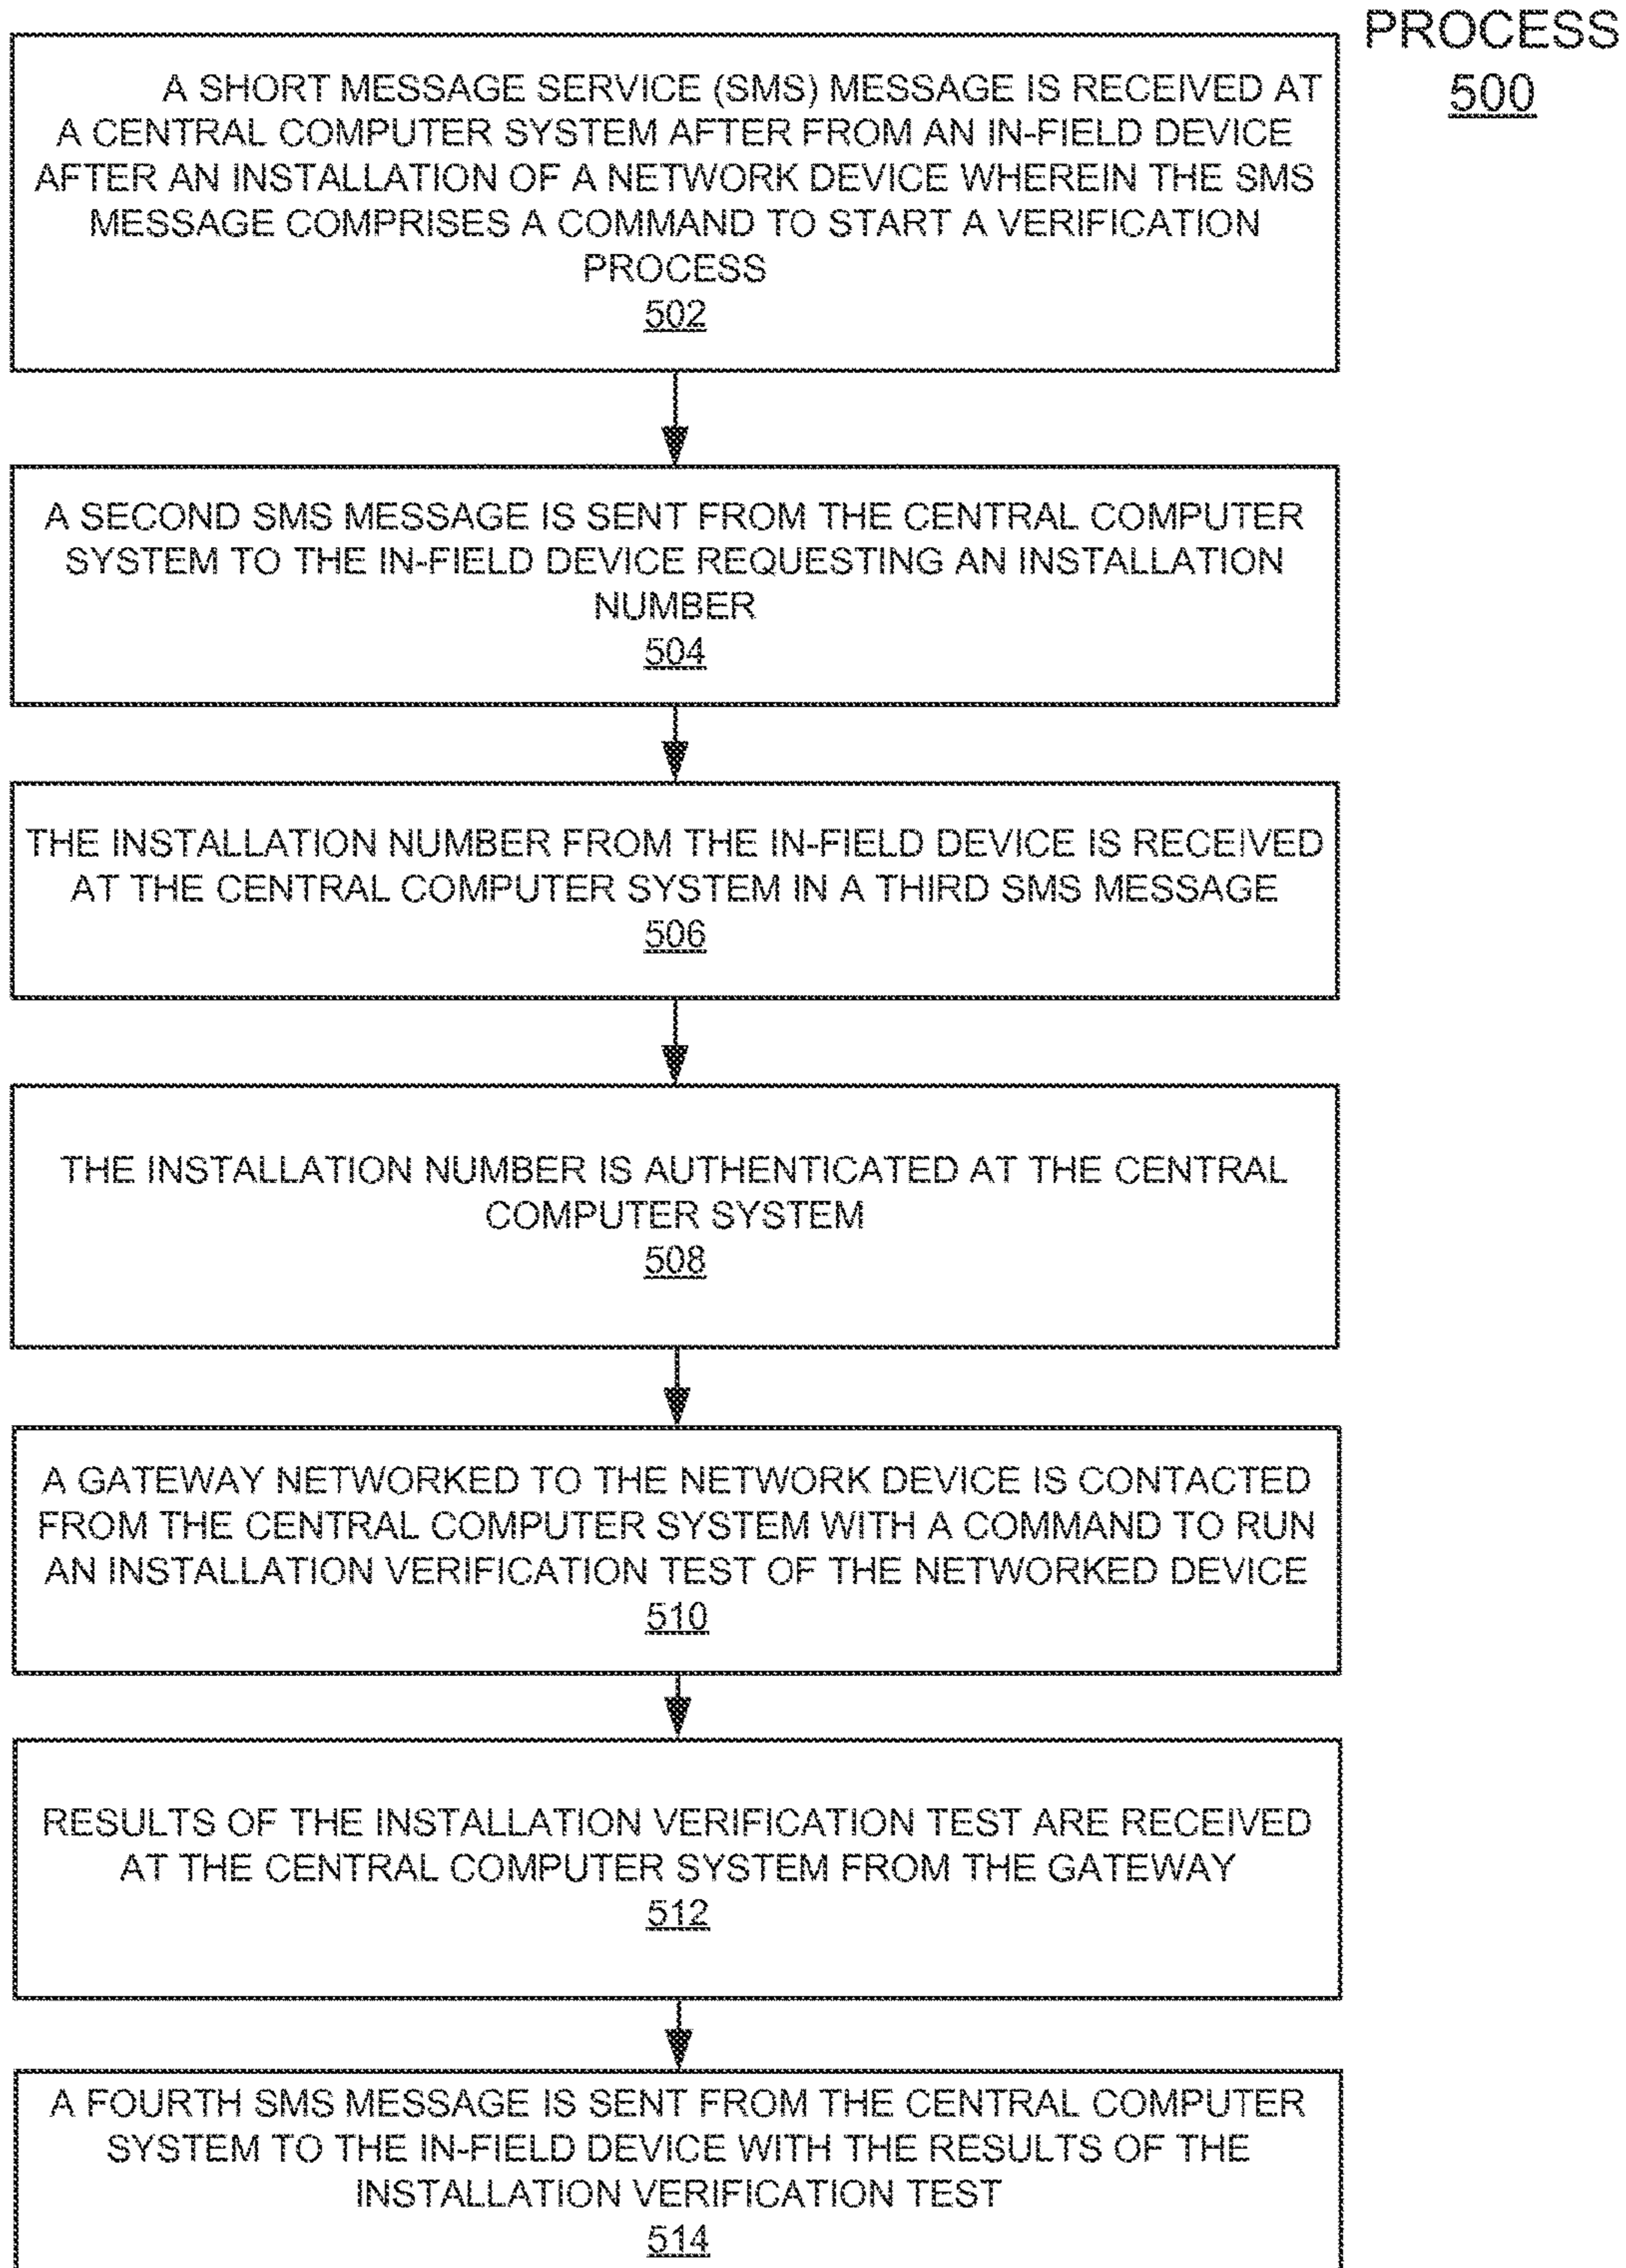 PROCESS
500
A SHORT MESSAGE SERVICE (SMS) MESSAGE IS RECEIVED AT
A CENTRAL COMPUTER SYSTEM AFTER FROM AN IN-FIELD DEVICE
AFTER AN INSTALLATION OF A NETWORK DEVICE WHEREIN THE SMS
MESSAGE COMPRISES A COMMAND TO START A VERIFICATION
PROCESS
502
A SECOND SMS MESSAGE IS SENT FROM THE CENTRAL COMPUTER
SYSTEM TO THE IN-FIELD DEVICE REQUESTING AN INSTALLATION
NUMBER
504
THE INSTALLATION NUMBER FROM THE IN-FIELD DEVICE IS RECEIVED
AT THE CENTRAL COMPUTER SYSTEM IN A THIRD SMS MESSAGE
506
THE INSTALLATION NUMBER IS AUTHENTICATED AT THE CENTRAL
COMPUTER SYSTEM
508
A GATEWAY NETWORKED TO THE NETWORK DEVICE IS CONTACTED
FROM THE CENTRAL COMPUTER SYSTEM WITH A COMMAND TO RUN
AN INSTALLATION VERIFICATION TEST OF THE NETWORKED DEVICE
510
RESULTS OF THE INSTALLATION VERIFICATION TEST ARE RECEIVED
AT THE CENTRAL COMPUTER SYSTEM FROM THE GATEWAY
512
A FOURTH SMS MESSAGE IS SENT FROM THE CENTRAL COMPUTER
SYSTEM TO THE IN-FIELD DEVICE WITH THE RESULTS OF THE
INSTALLATION VERIFICATION TEST
514